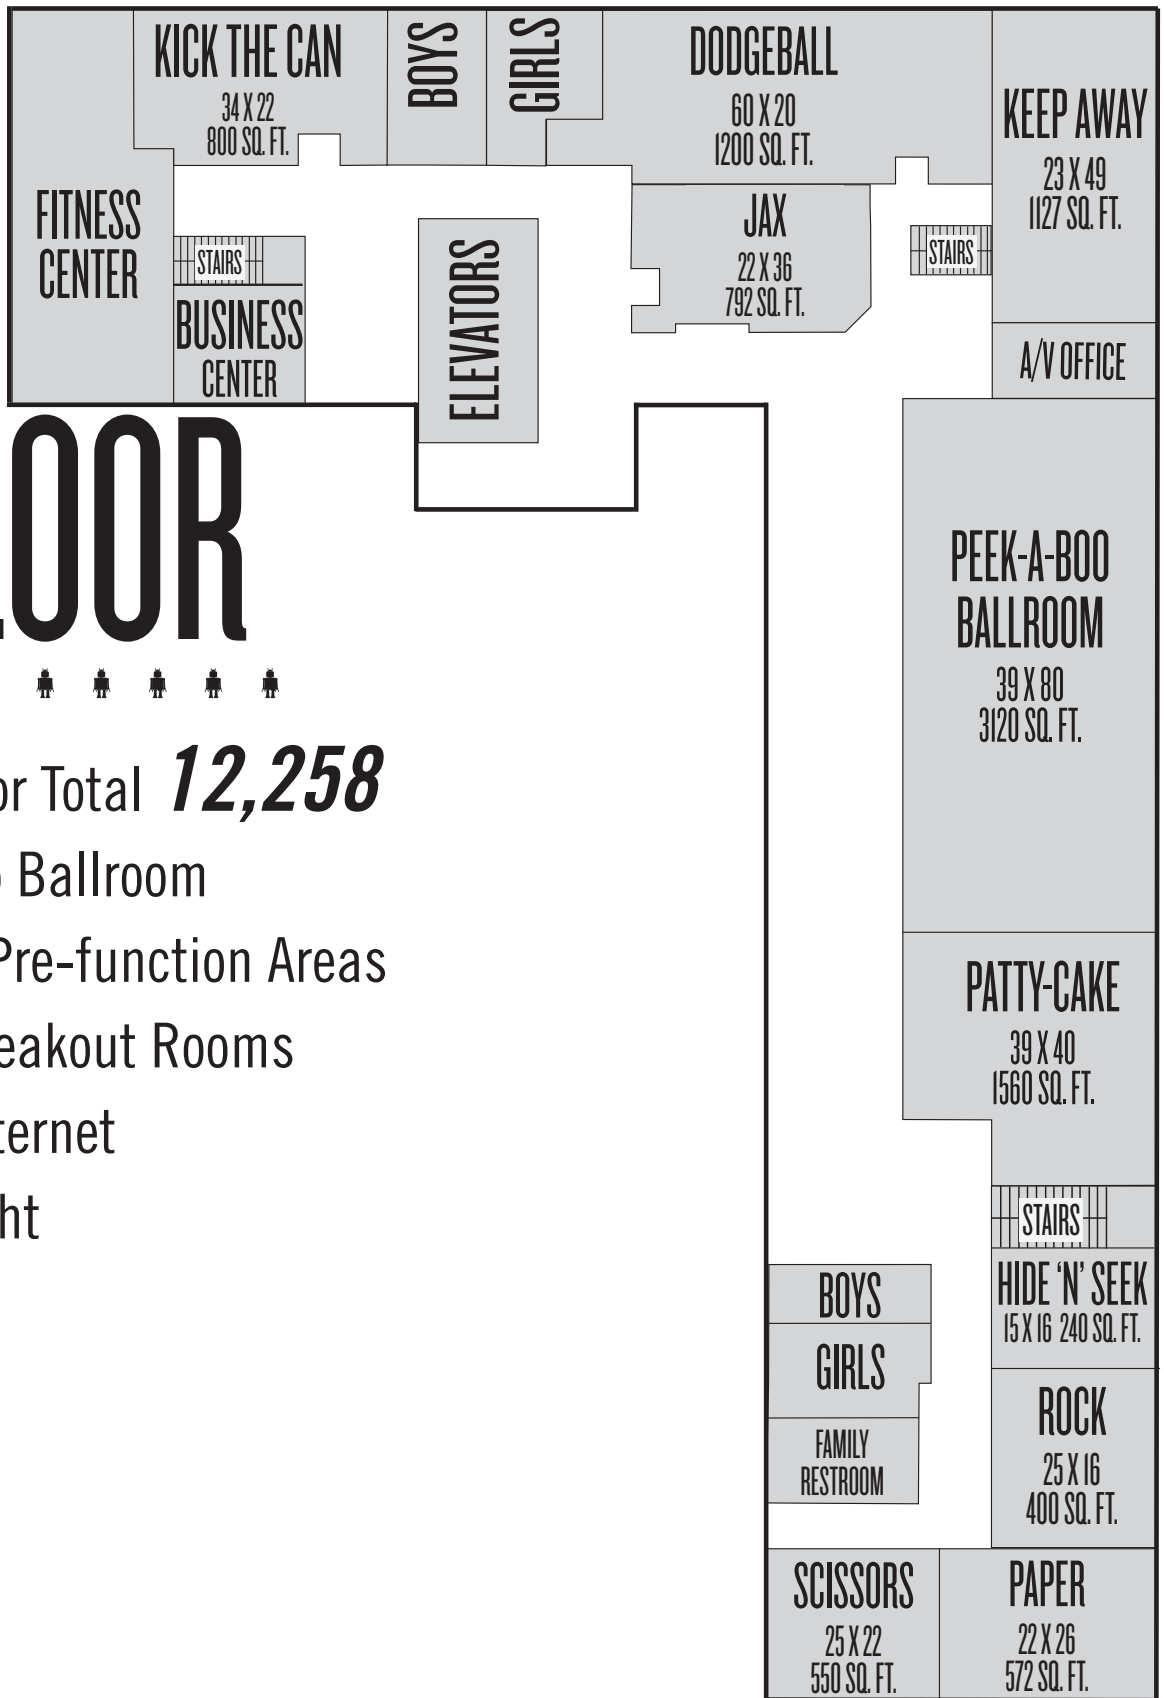 KICK THE CAN
34 X 22
800 SQ. FT.
BOYS
GIRLS
DODGEBALL
60 X 20
1200 SQ. FT.
KEEP AWAY
23 X 49
1127 SQ. FT.
FITNESS
CENTER
STAIRS
BUSINESS
CENTER
ELEVATORS
JAX
22 X 36
792 SQ. FT.
STAIRS
A/V OFFICE
OOR
PEEK-A-BOO
BALLROOM
39 X 80
3120 SQ. FT.
or Total 12,258
Ballroom
Pre-function Areas
eakout Rooms
ternet
ht
PATTY-CAKE
39 X 40
1560 SQ. FT.
STAIRS
HIDE ‘N’ SEEK
15 X 16 240 SQ. FT.
BOYS
GIRLS
FAMILY
RESTROOM
ROCK
25 X 16
400 SQ. FT.
SCISSORS
25 X 22
550 SQ. FT.
PAPER
22 X 26
572 SQ. FT.